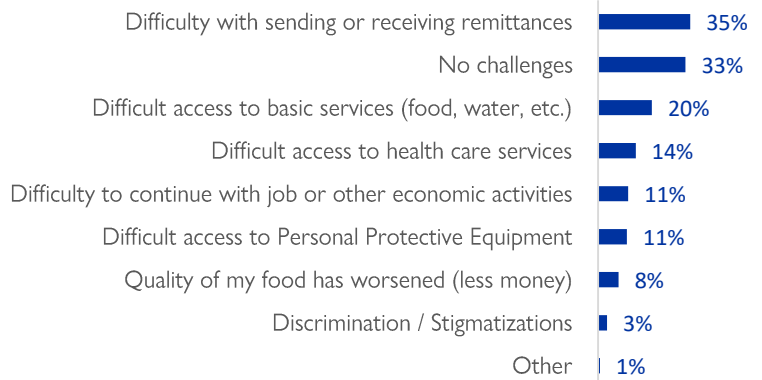 Difficulty with sending or receiving remittances 35%
No challenges 33%
Difficult access to basic services (food, water, etc.) 20%
Difficult access to health care services 14%
Difficulty to continue with job or other economic activities 11%
Difficult access to Personal Protective Equipment 11%
Quality of my food has worsened (less money) 8%
Discrimination / Stigmatizations 3%
Other 1%